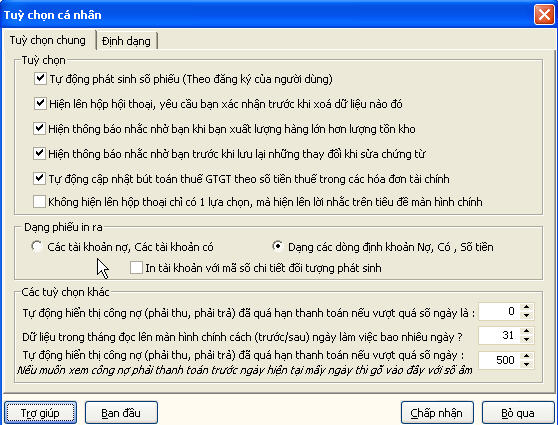 Tuỳ chọn cá nhân
Tuỳ chọn chung
Định dạng
Tuỳ chọn
Tự động phát sinh số phiếu (Theo đăng ký của người dùng)
Hiện lên hộp hội thoại, yêu cầu bạn xác nhận trước khi xoá dữ liệu nào đó
Hiện thông báo nhắc nhở bạn khi bạn xuất lượng hàng lớn hơn lượng tồn kho
Hiện thông báo nhắc nhở bạn trước khi lưu lại những thay đổi khi sửa chứng từ
Tự động cập nhật bút toán thuế GTGT theo số tiền thuế trong các hóa đơn tài chính
Không hiện lên hộp thoại chỉ có 1 lựa chọn, mà hiện lên lời nhắc trên tiêu đề màn hình chính
Dạng phiếu in ra
Các tài khoản nợ, Các tài khoản có
Dạng các dòng định khoản Nợ, Có , Số tiền
In tài khoản với mã số chi tiết đối tượng phát sinh
Các tuỳ chọn khác
Tự động hiển thị công nợ (phải thu, phải trả) đã quá hạn thanh toán nếu vượt quá số ngày là : 0
Dữ liệu trong tháng đọc lên màn hình chính cách (trước/sau) ngày làm việc bao nhiêu ngày ? 31
Tự động hiển thị công nợ (phải thu, phải trả) đã quá hạn thanh toán nếu vượt quá số ngày : 500
Nếu muốn xem công nợ phải thanh toán trước ngày hiện tại mấy ngày thì gõ vào đây với số âm
Trợ giúp
Ban đầu
Chấp nhận
Bỏ qua